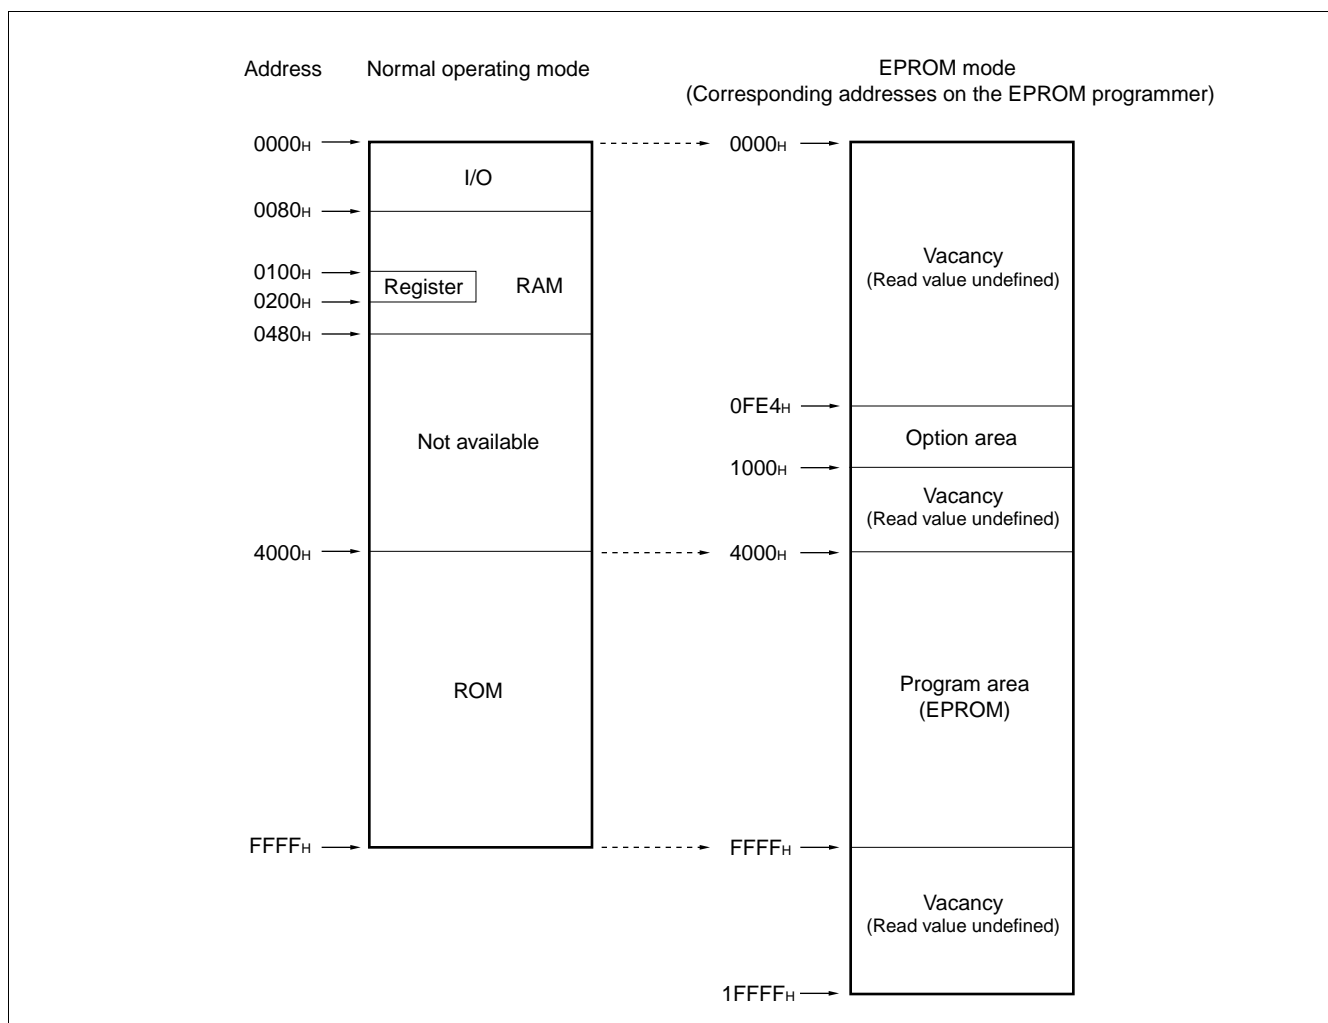 Address
Normal operating mode
EPROM mode
(Corresponding addresses on the EPROM programmer)
0000H
I/O
0080H
0100H
Register
RAM
0200H
0480H
Not available
4000H
ROM
FFFFH
0000H
Vacancy
(Read value undefined)
0FE4H
Option area
1000H
Vacancy
(Read value undefined)
4000H
Program area
(EPROM)
FFFFH
Vacancy
(Read value undefined)
1FFFFH